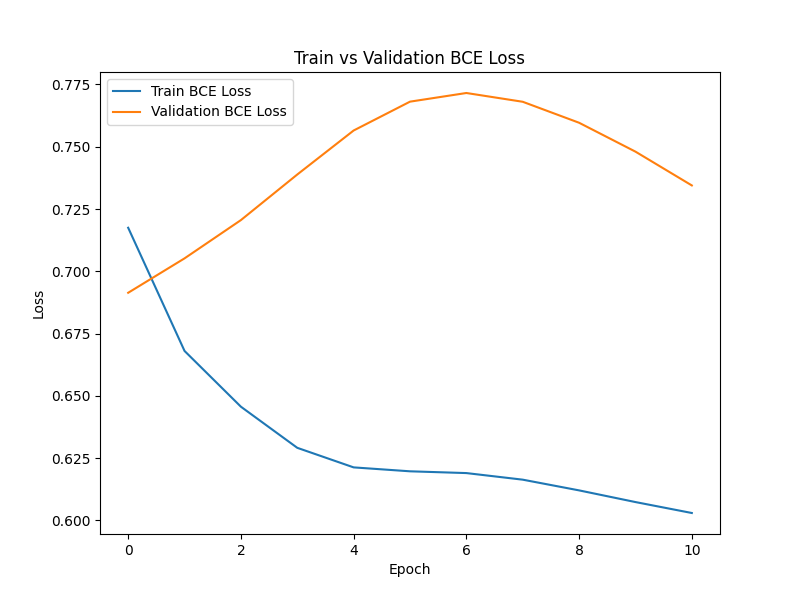 Train vs Validation BCE Loss
Train BCE Loss
Validation BCE Loss
0.775
0.750
0.725
0.700
0.675
0.650
0.625
0.600
Loss
0 2 4 6 8 10
Epoch